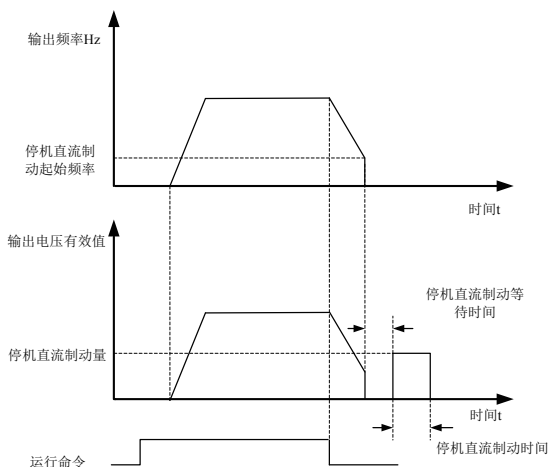 输出频率Hz
停机直流制
动起始频率
时间t
输出电压有效值
停机直流制动等
待时间
停机直流制动量
时间t
停机直流制动时间
运行命令